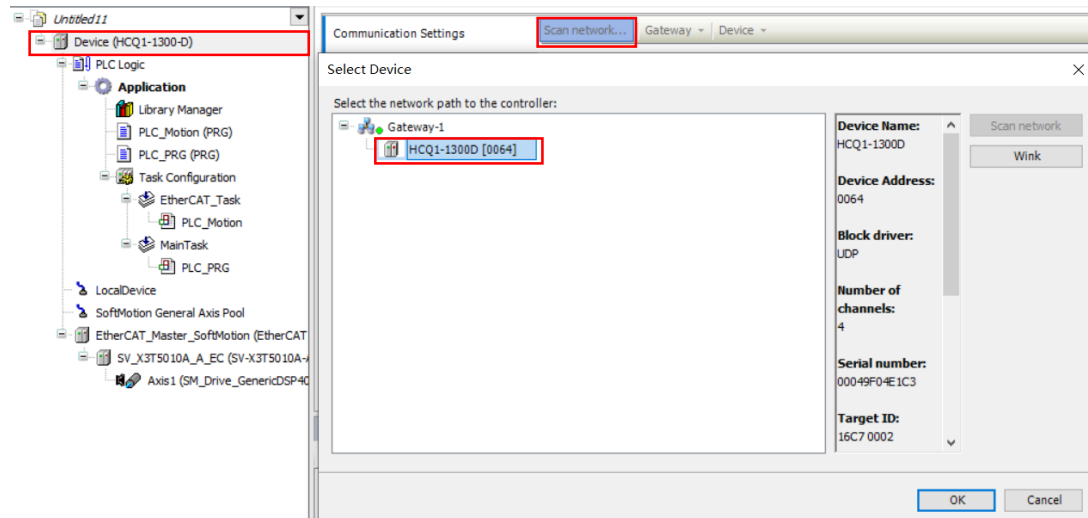 Untitled11
Device (HCQ1-1300-D)
PLC Logic
Application
Library Manager
PLC_Motion (PRG)
PLC_PRG (PRG)
Task Configuration
EtherCAT_Task
PLC_Motion
MainTask
PLC_PRG
LocalDevice
SoftMotion General Axis Pool
EtherCAT_Master_SoftMotion (EtherCAT
SV_X3T5010A_A_EC (SV-X3T5010A-
Axis1 (SM_Drive_GenericDSP40
Communication Settings
Scan network...
Gateway
Device
Select Device
Select the network path to the controller:
Gateway-1
HCQ1-1300D [0064]
Device Name:
HCQ1-1300D
Device Address:
0064
Block driver:
UDP
Number of
channels:
4
Serial number:
00049F04E1C3
Target ID:
16C7 0002
Scan network
Wink
OK
Cancel